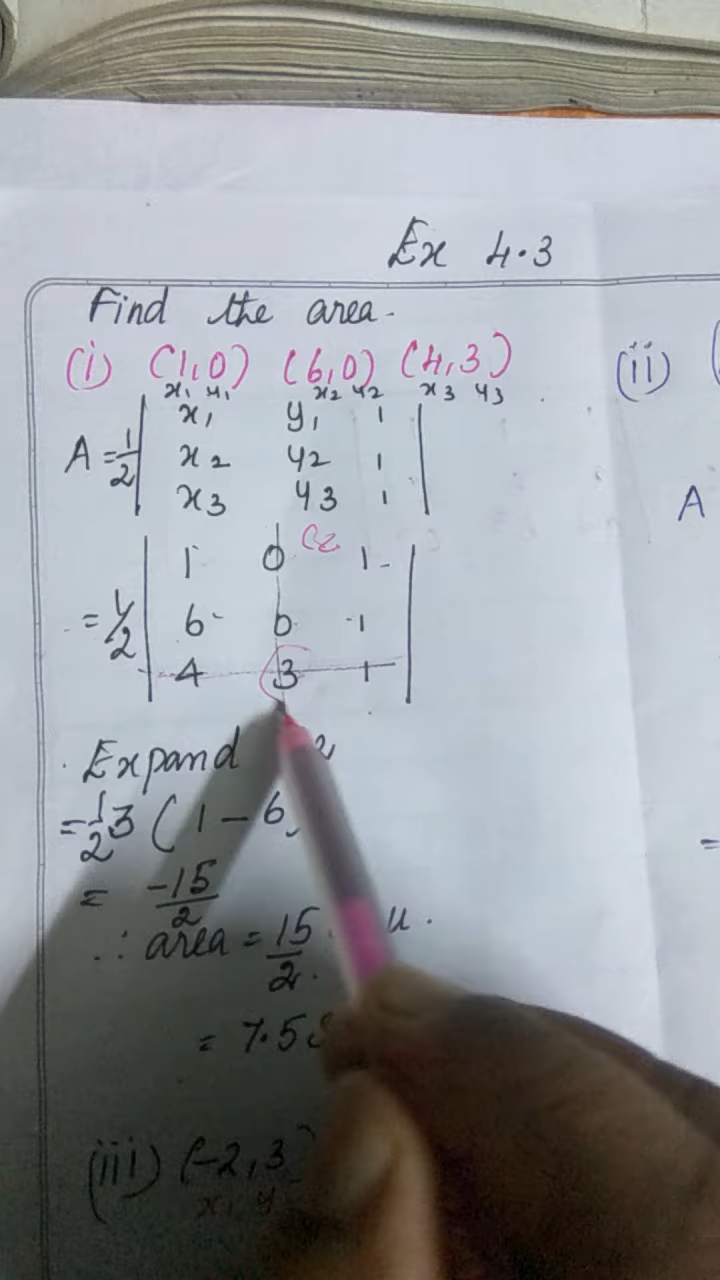 Ex 4.3
Find the area.
(i) (1,0) (6,0) (4,3)
x1 y1 x2 y2 x3 y3
(ii)
x1 y1 1
A = 1/2 x2 y2 1
x3 y3 1
A
C2
1 0 1
= 1/2 6 0 1
4 3 1
Expand
= 1/2 3 (1 - 6
= -15/2
∴ area = 15/2 u.
= 7.5
(iii) (-2,3)
x1 y